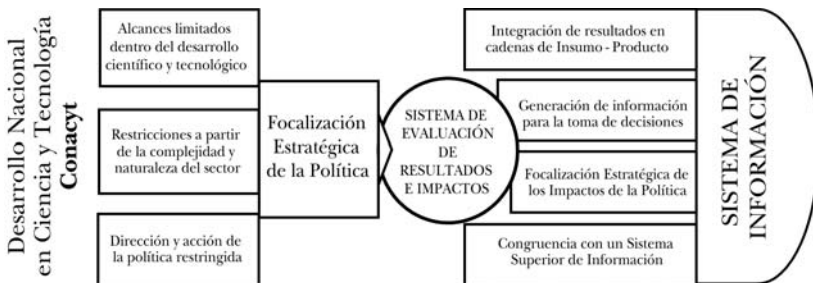 Desarrollo Nacional
en Ciencia y Tecnología
Conacyt
Alcances limitados
dentro del desarrollo
científico y tecnológico
Restricciones a partir
de la complejidad y
naturaleza del sector
Dirección y acción de
la política restringida
Focalización
Estratégica
de la Política
SISTEMA DE
EVALUACIÓN
DE
RESULTADOS
E IMPACTOS
Integración de resultados en
cadenas de Insumo - Producto
Generación de información
para la toma de decisiones
Focalización Estratégica de
los Impactos de la Política
Congruencia con un Sistema
Superior de Información
SISTEMA DE
INFORMACIÓN